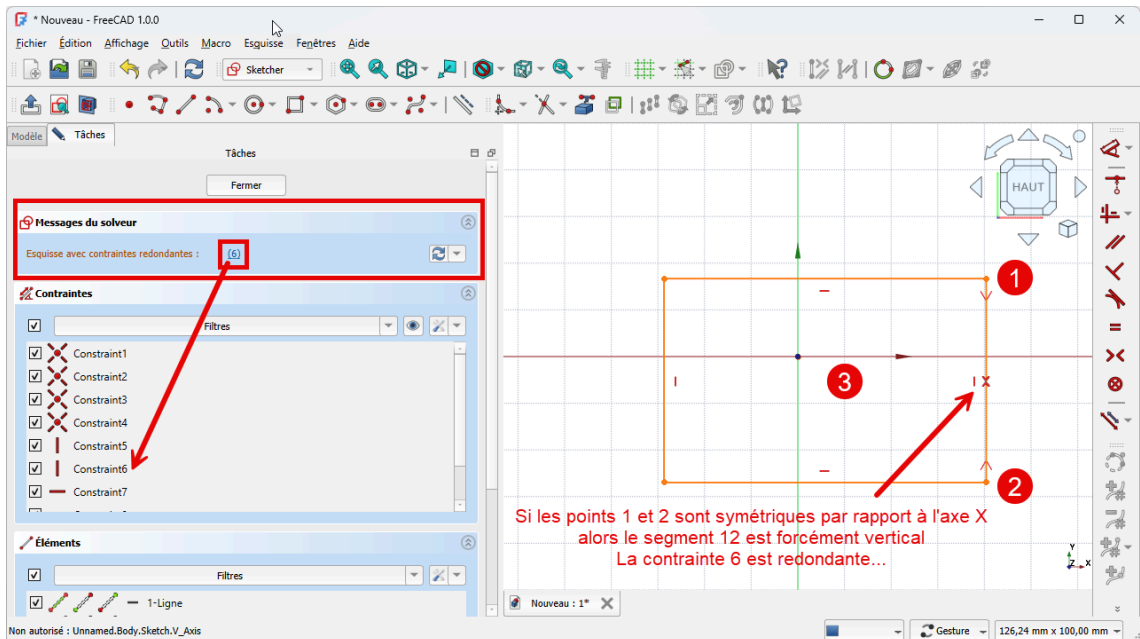 * Nouveau - FreeCAD 1.0.0
Fichier Édition Affichage Outils Macro Esquisse Fenêtres Aide
Sketcher
Modèle Tâches
Tâches
Fermer
Messages du solveur
Esquisse avec contraintes redondantes : (6)
Contraintes
Filtres
Constraint1
Constraint2
Constraint3
Constraint4
Constraint5
Constraint6
Constraint7
Éléments
Filtres
1-Ligne
HAUT
1
3
2
Si les points 1 et 2 sont symétriques par rapport à l'axe X
alors le segment 12 est forcément vertical
La contrainte 6 est redondante...
Y
Z X
Nouveau : 1*
Non autorisé : Unnamed.Body.Sketch.V_Axis
Gesture
126,24 mm x 100,00 mm